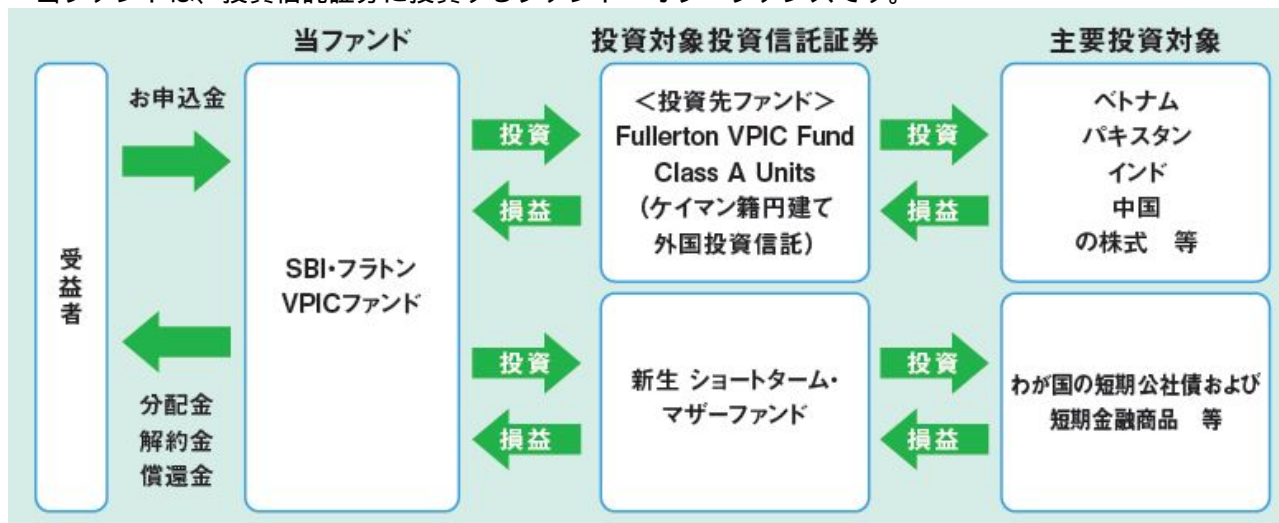 当ファンドは、投資信託証券に投資するファンド・オブ・ファンズです。
当ファンド
投資対象投資信託証券
主要投資対象
受益者
お申込金
分配金
解約金
償還金
SBI・フラトン
VPICファンド
投資
損益
<投資先ファンド>
Fullerton VPIC Fund
Class A Units
(ケイマン籍円建て
外国投資信託)
投資
損益
ベトナム
パキスタン
インド
中国
の株式 等
投資
損益
新生 ショートターム・
マザーファンド
投資
損益
わが国の短期公社債および
短期金融商品 等